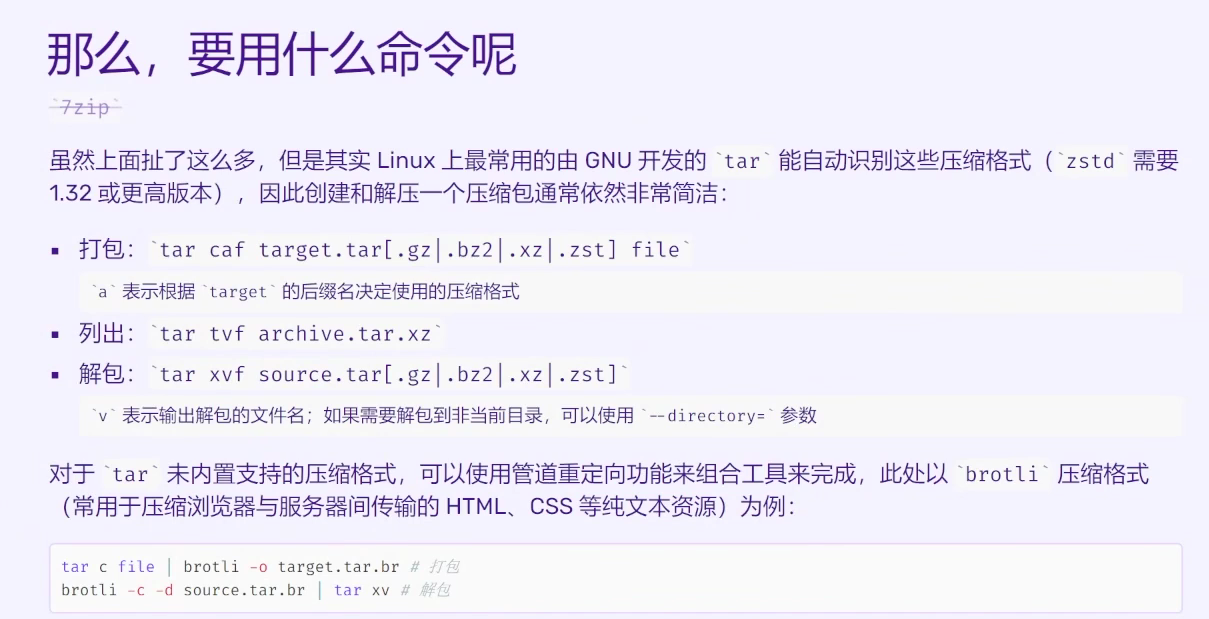 那么，要用什么命令呢
`7zip`
虽然上面扯了这么多，但是其实 Linux 上最常用的由 GNU 开发的 `tar` 能自动识别这些压缩格式（`zstd` 需要
1.32 或更高版本），因此创建和解压一个压缩包通常依然非常简洁：
▪ 打包：`tar caf target.tar[.gz|.bz2|.xz|.zst] file`
`a` 表示根据 `target` 的后缀名决定使用的压缩格式
▪ 列出：`tar tvf archive.tar.xz`
▪ 解包：`tar xvf source.tar[.gz|.bz2|.xz|.zst]`
`v` 表示输出解包的文件名；如果需要解包到非当前目录，可以使用 `--directory=` 参数
对于 `tar` 未内置支持的压缩格式，可以使用管道重定向功能来组合工具来完成，此处以 `brotli` 压缩格式
（常用于压缩浏览器与服务器间传输的 HTML、CSS 等纯文本资源）为例：
tar c file | brotli -o target.tar.br # 打包
brotli -c -d source.tar.br | tar xv # 解包